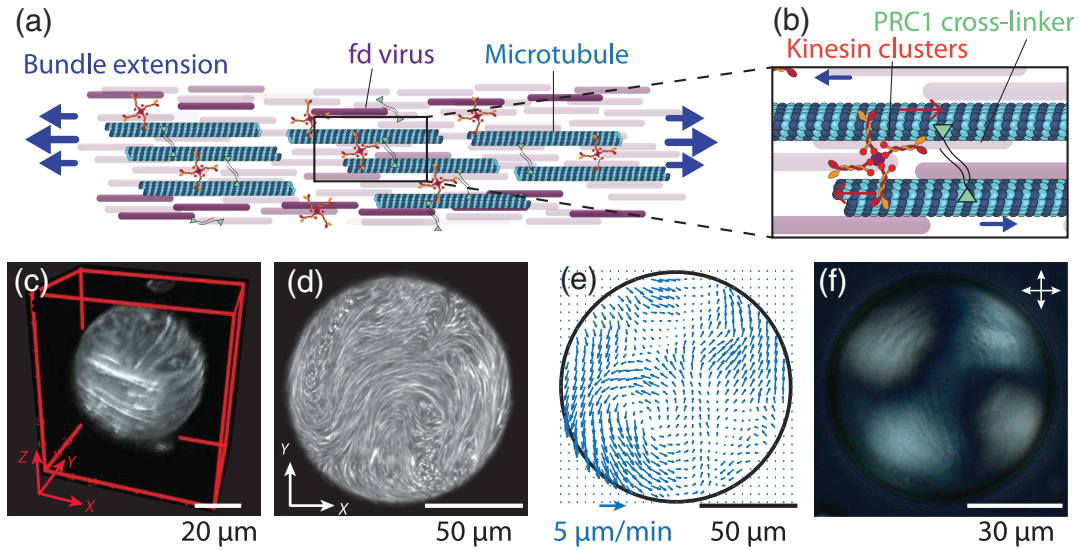 (a)
Bundle extension
fd virus
Microtubule
(b)
PRC1 cross-linker
Kinesin clusters
(c)
Z
Y
X
20 μm
(d)
Y
X
50 μm
(e)
5 μm/min
50 μm
(f)
30 μm